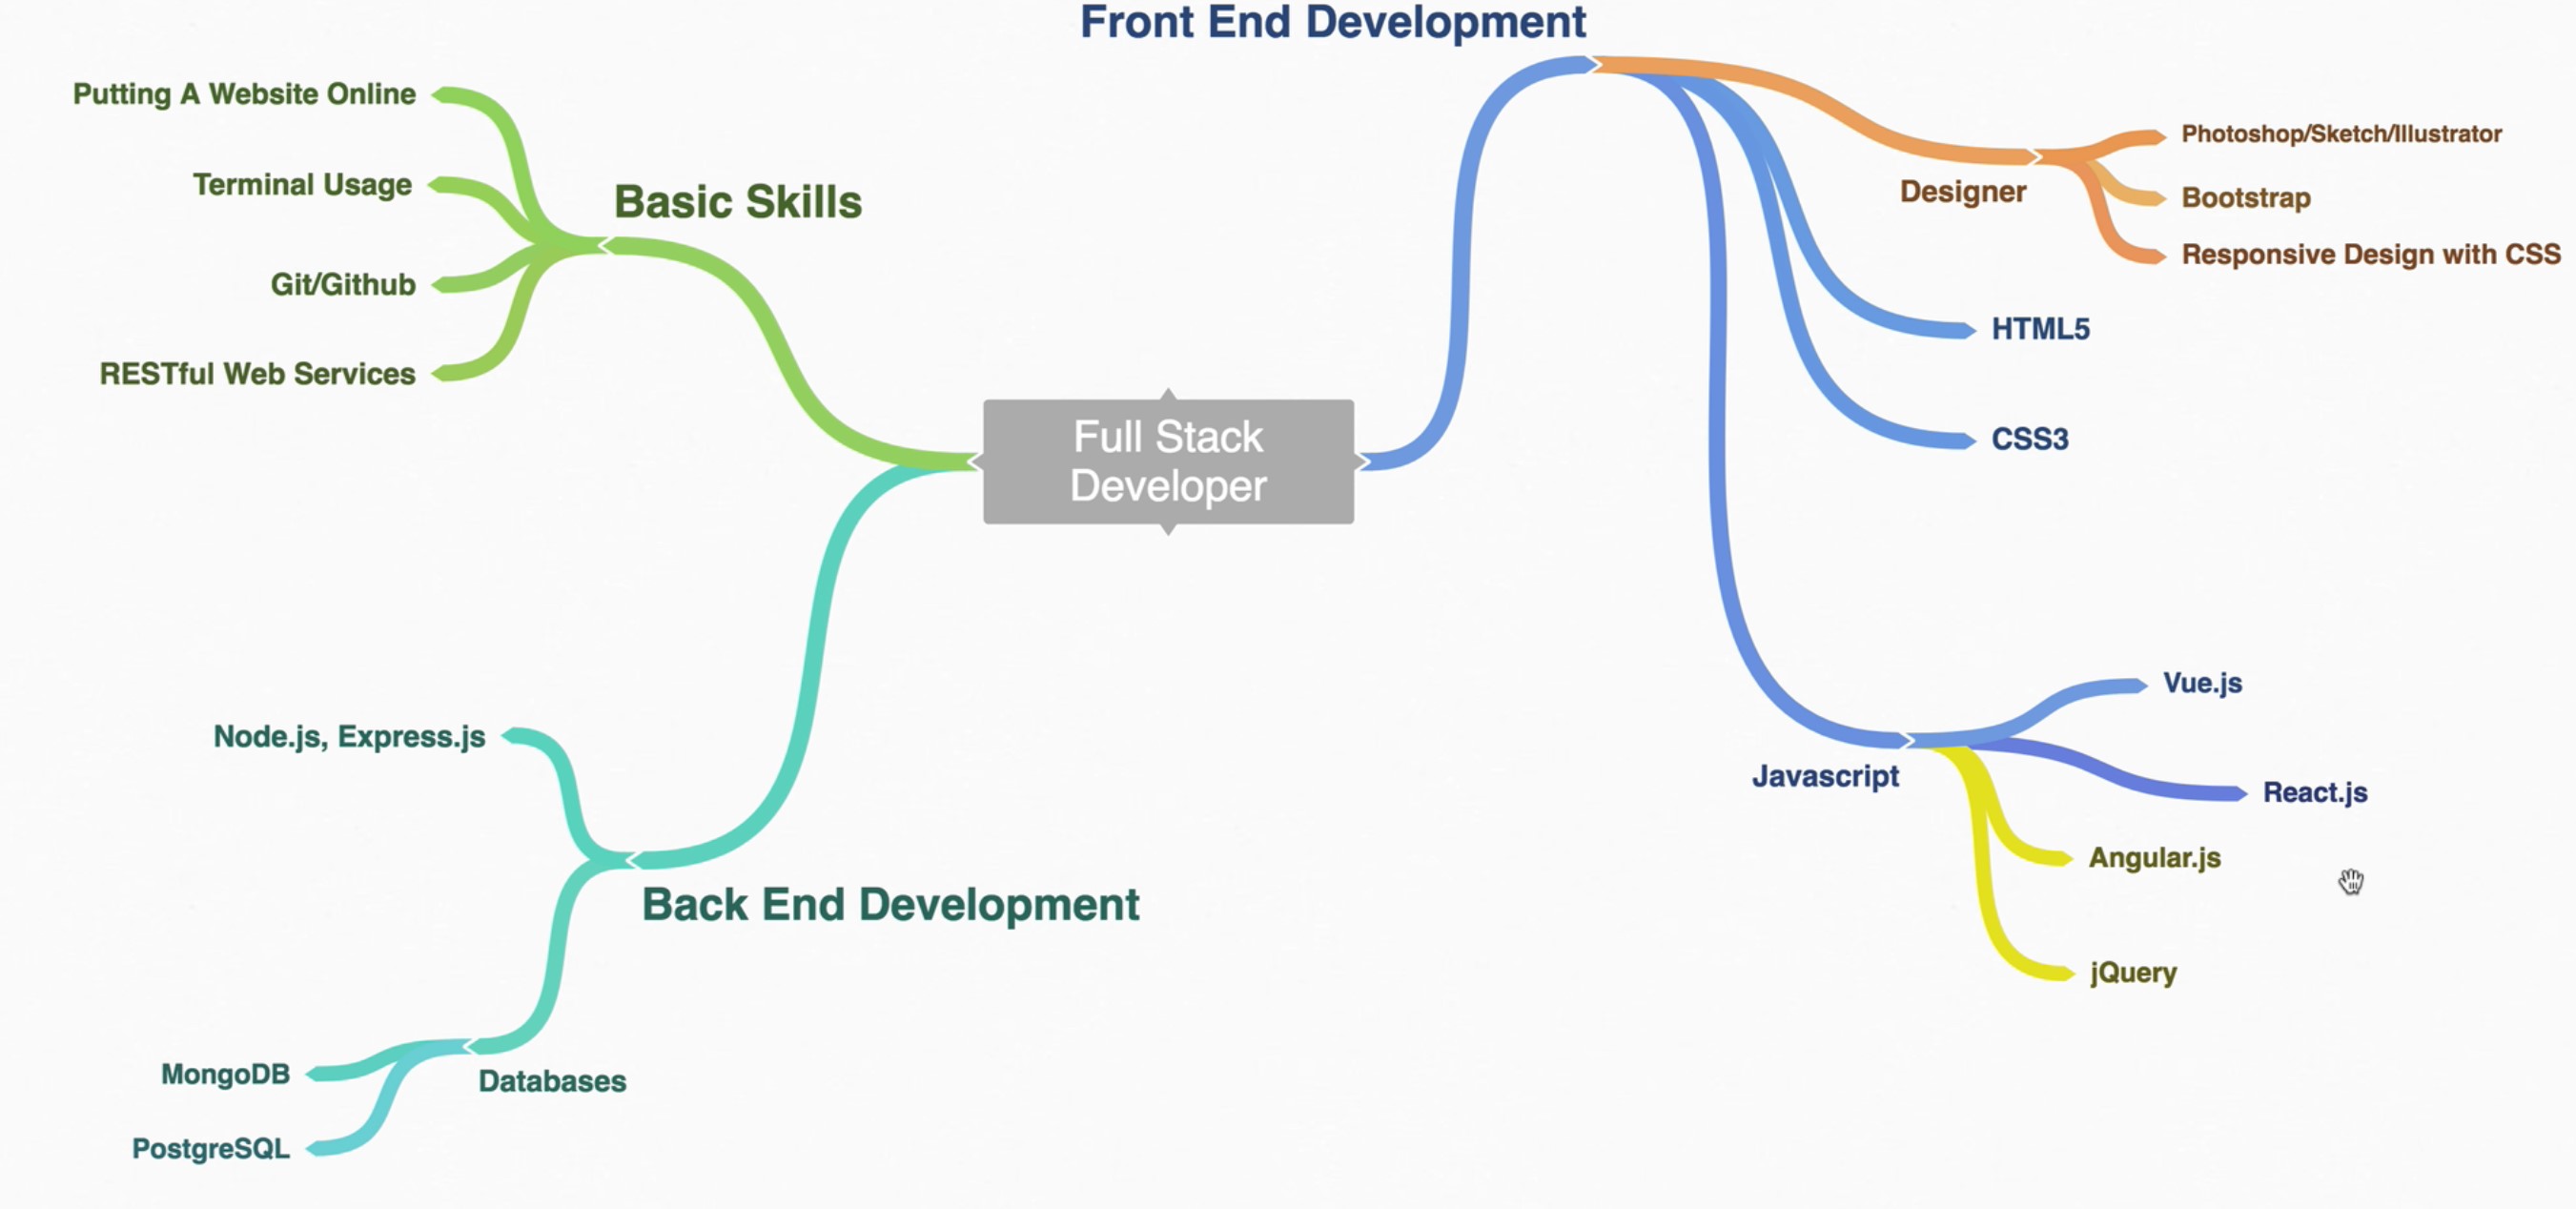 Front End Development
Putting A Website Online
Terminal Usage
Git/Github
RESTful Web Services
Basic Skills
Full Stack
Developer
Designer
Photoshop/Sketch/Illustrator
Bootstrap
Responsive Design with CSS
HTML5
CSS3
Javascript
Vue.js
React.js
Angular.js
jQuery
Node.js, Express.js
Back End Development
Databases
MongoDB
PostgreSQL